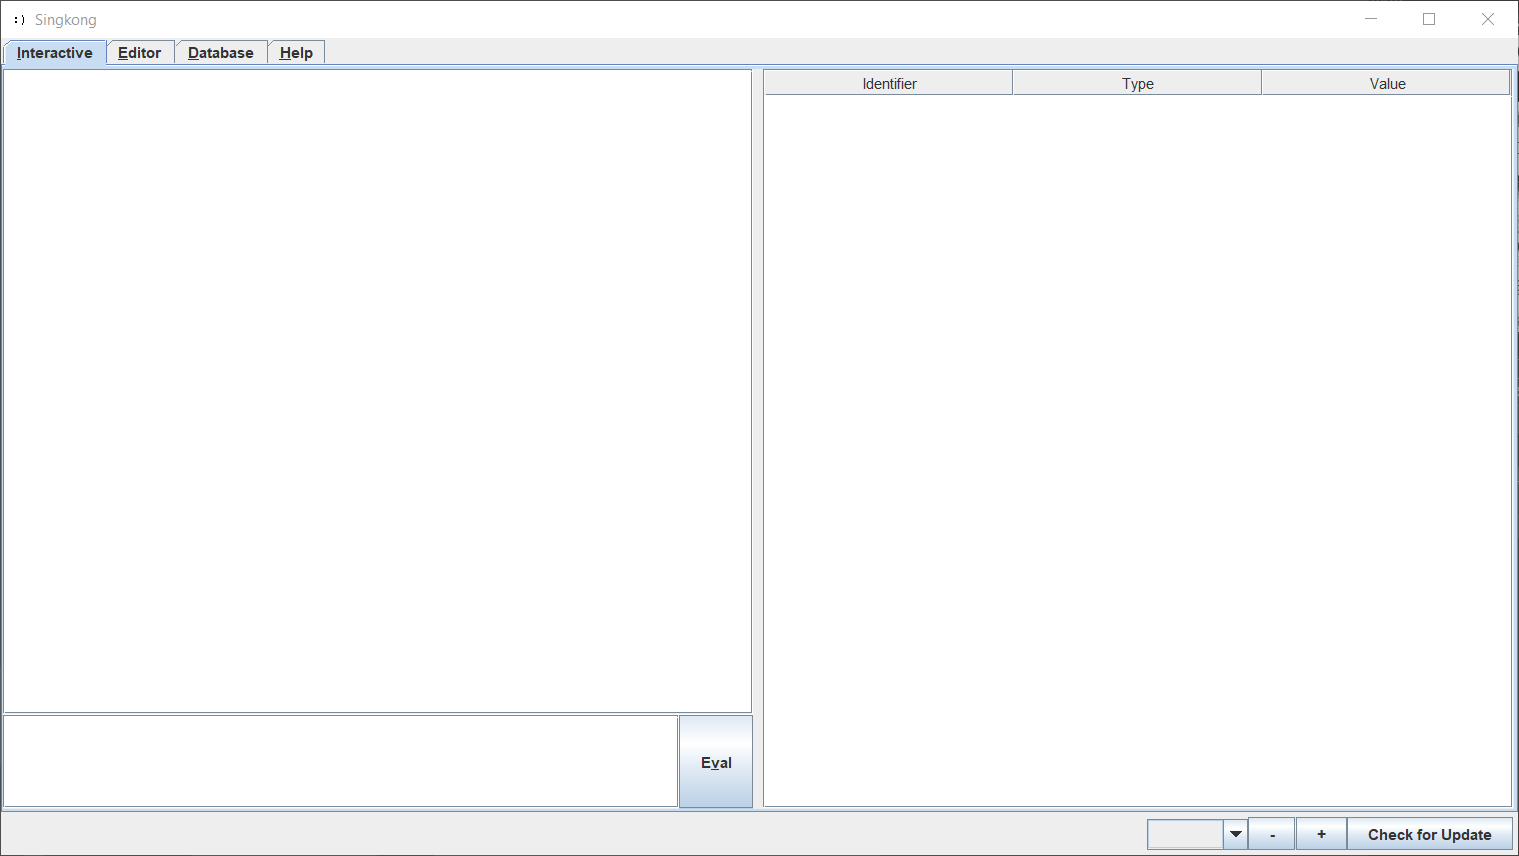 :) Singkong
Interactive Editor Database Help
Identifier Type Value
Eval
- + Check for Update